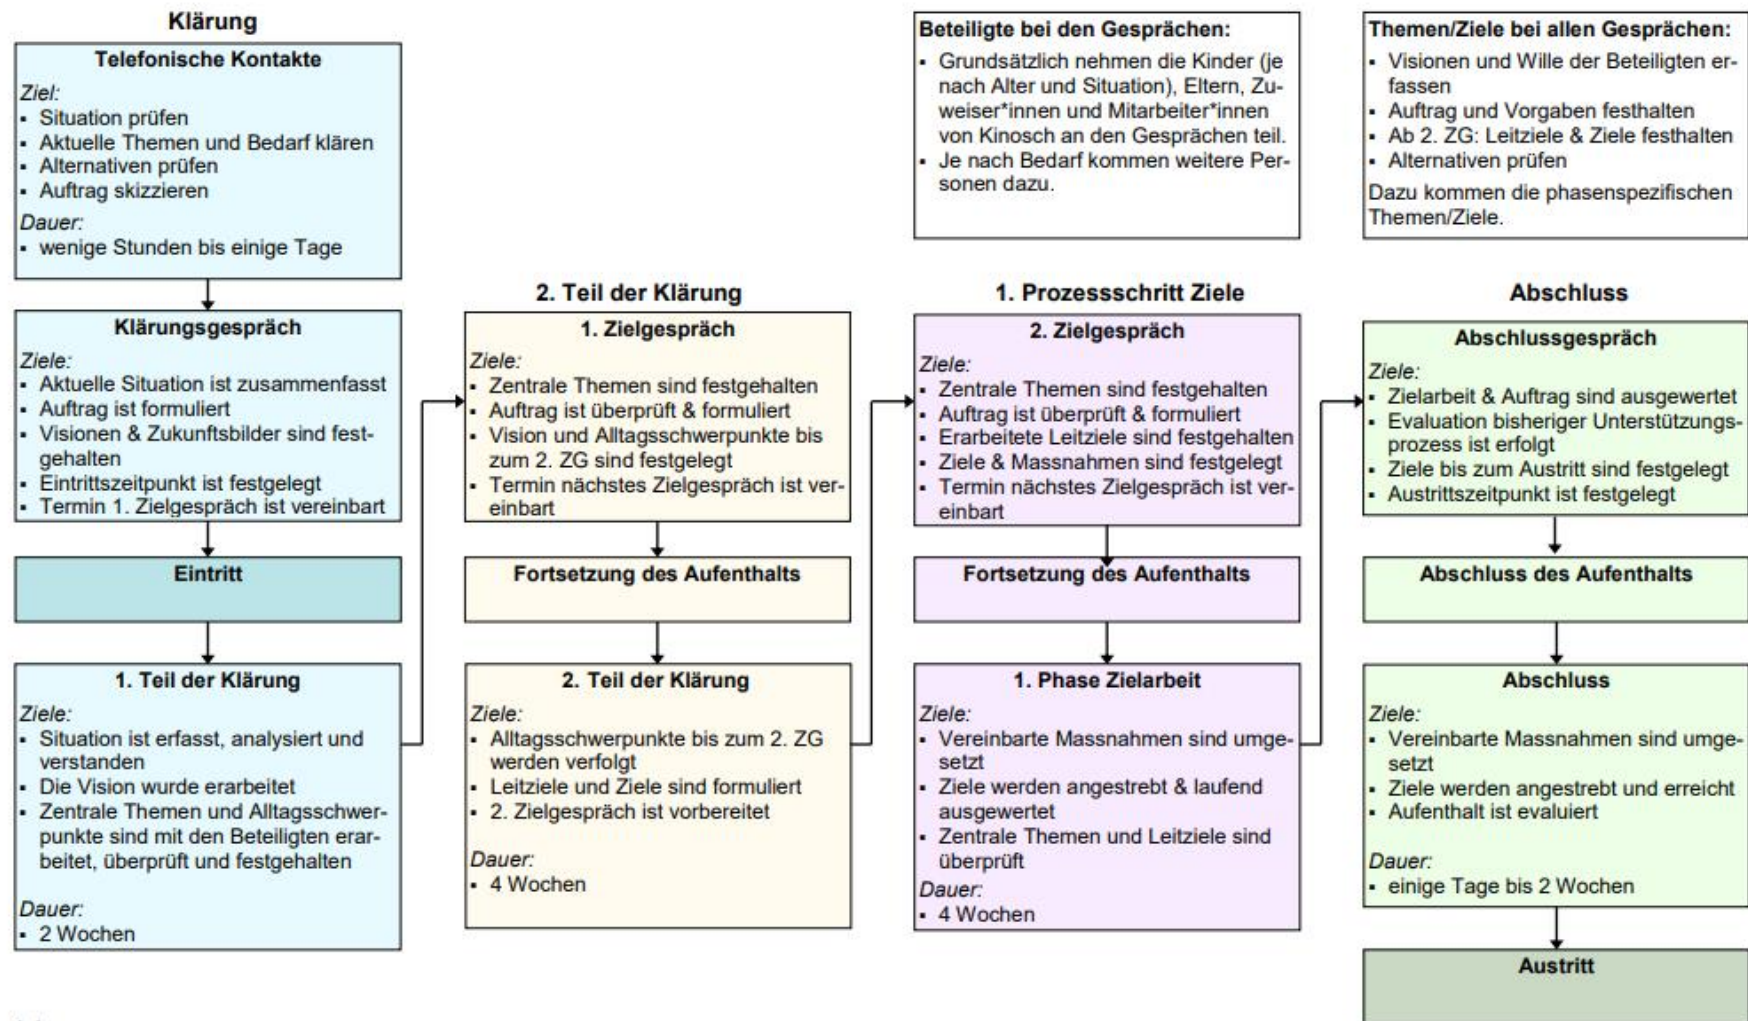 Klärung
Telefonische Kontakte
Ziel:
▪ Situation prüfen
▪ Aktuelle Themen und Bedarf klären
▪ Alternativen prüfen
▪ Auftrag skizzieren
Dauer:
▪ wenige Stunden bis einige Tage
Klärungsgespräch
Ziele:
▪ Aktuelle Situation ist zusammenfasst
▪ Auftrag ist formuliert
▪ Visionen & Zukunftsbilder sind fest-
gehalten
▪ Eintrittszeitpunkt ist festgelegt
▪ Termin 1. Zielgespräch ist vereinbart
Eintritt
1. Teil der Klärung
Ziele:
▪ Situation ist erfasst, analysiert und
verstanden
▪ Die Vision wurde erarbeitet
▪ Zentrale Themen und Alltagsschwer-
punkte sind mit den Beteiligten erar-
beitet, überprüft und festgehalten
Dauer:
▪ 2 Wochen
2. Teil der Klärung
1. Zielgespräch
Ziele:
▪ Zentrale Themen sind festgehalten
▪ Auftrag ist überprüft & formuliert
▪ Vision und Alltagsschwerpunkte bis
zum 2. ZG sind festgelegt
▪ Termin nächstes Zielgespräch ist ver-
einbart
Fortsetzung des Aufenthalts
2. Teil der Klärung
Ziele:
▪ Alltagsschwerpunkte bis zum 2. ZG
werden verfolgt
▪ Leitziele und Ziele sind formuliert
▪ 2. Zielgespräch ist vorbereitet
Dauer:
▪ 4 Wochen
Beteiligte bei den Gesprächen:
▪ Grundsätzlich nehmen die Kinder (je
nach Alter und Situation), Eltern, Zu-
weiser*innen und Mitarbeiter*innen
von Kinosch an den Gesprächen teil.
▪ Je nach Bedarf kommen weitere Per-
sonen dazu.
1. Prozessschritt Ziele
2. Zielgespräch
Ziele:
▪ Zentrale Themen sind festgehalten
▪ Auftrag ist überprüft & formuliert
▪ Erarbeitete Leitziele sind festgehalten
▪ Ziele & Massnahmen sind festgelegt
▪ Termin nächstes Zielgespräch ist ver-
einbart
Fortsetzung des Aufenthalts
1. Phase Zielarbeit
Ziele:
▪ Vereinbarte Massnahmen sind umge-
setzt
▪ Ziele werden angestrebt & laufend
ausgewertet
▪ Zentrale Themen und Leitziele sind
überprüft
Dauer:
▪ 4 Wochen
Themen/Ziele bei allen Gesprächen:
▪ Visionen und Wille der Beteiligten er-
fassen
▪ Auftrag und Vorgaben festhalten
▪ Ab 2. ZG: Leitziele & Ziele festhalten
▪ Alternativen prüfen
Dazu kommen die phasenspezifischen
Themen/Ziele.
Abschluss
Abschlussgespräch
Ziele:
▪ Zielarbeit & Auftrag sind ausgewertet
▪ Evaluation bisheriger Unterstützungs-
prozess ist erfolgt
▪ Ziele bis zum Austritt sind festgelegt
▪ Austrittszeitpunkt ist festgelegt
Abschluss des Aufenthalts
Abschluss
Ziele:
▪ Vereinbarte Massnahmen sind umge-
setzt
▪ Ziele werden angestrebt und erreicht
▪ Aufenthalt ist evaluiert
Dauer:
▪ einige Tage bis 2 Wochen
Austritt